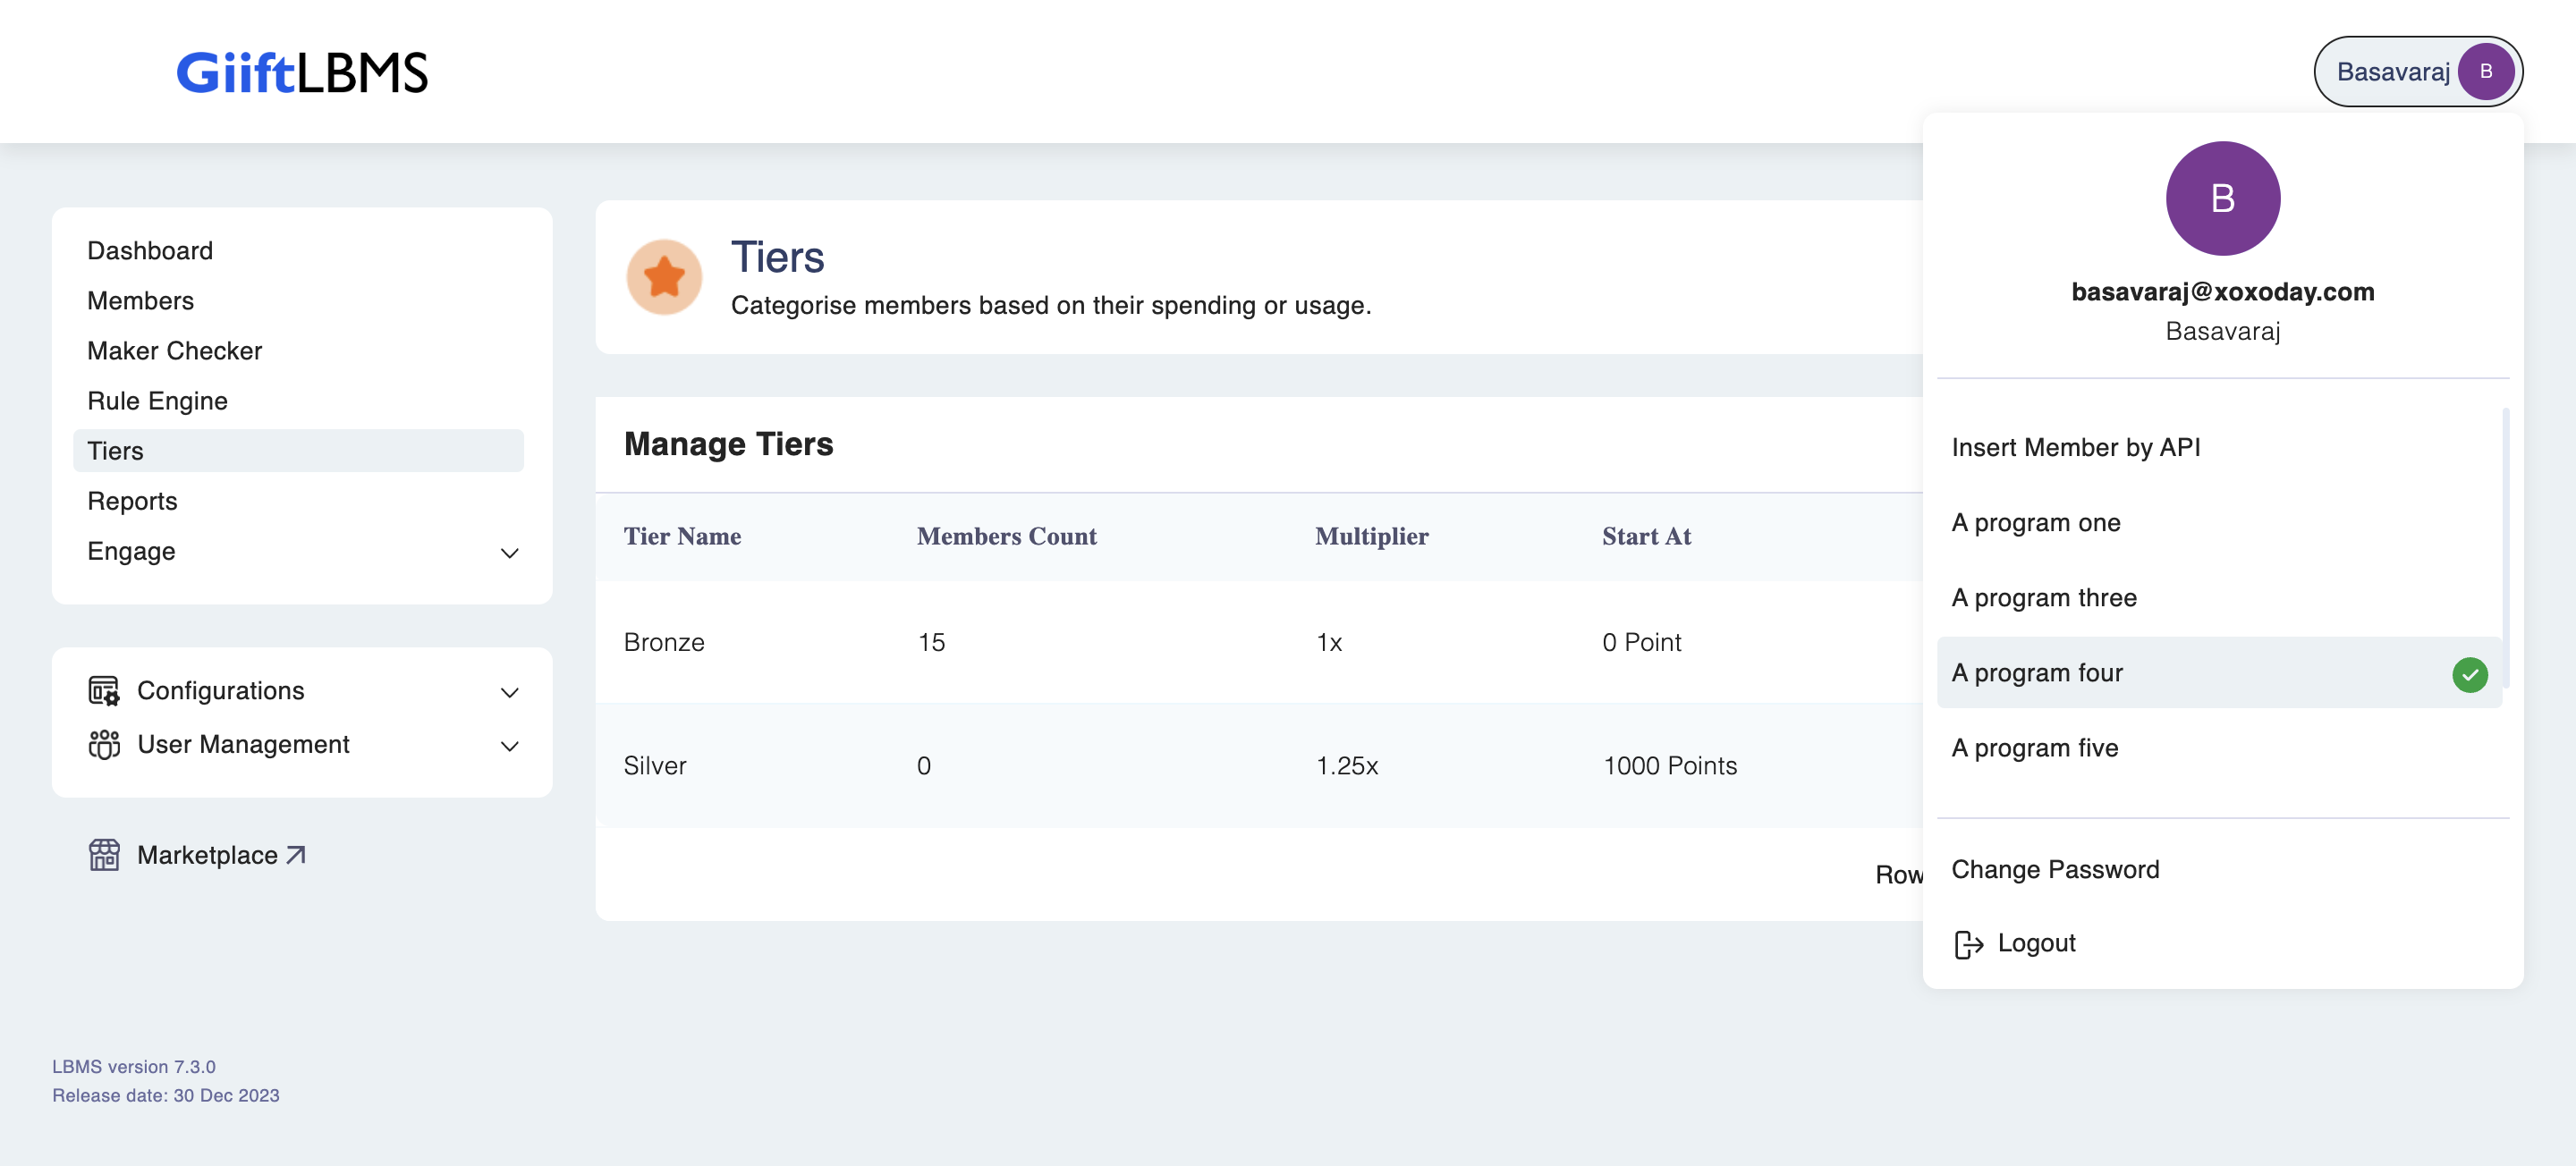 GiiftLBMS
Basavaraj B
B
basavaraj@xoxoday.com
Basavaraj
Insert Member by API
A program one
A program three
A program four
A program five
Change Password
Logout
Dashboard
Members
Maker Checker
Rule Engine
Tiers
Reports
Engage
Configurations
User Management
Marketplace
Tiers
Categorise members based on their spending or usage.
Manage Tiers
Tier Name Members Count Multiplier Start At
Bronze 15 1x 0 Point
Silver 0 1.25x 1000 Points
Row
LBMS version 7.3.0
Release date: 30 Dec 2023